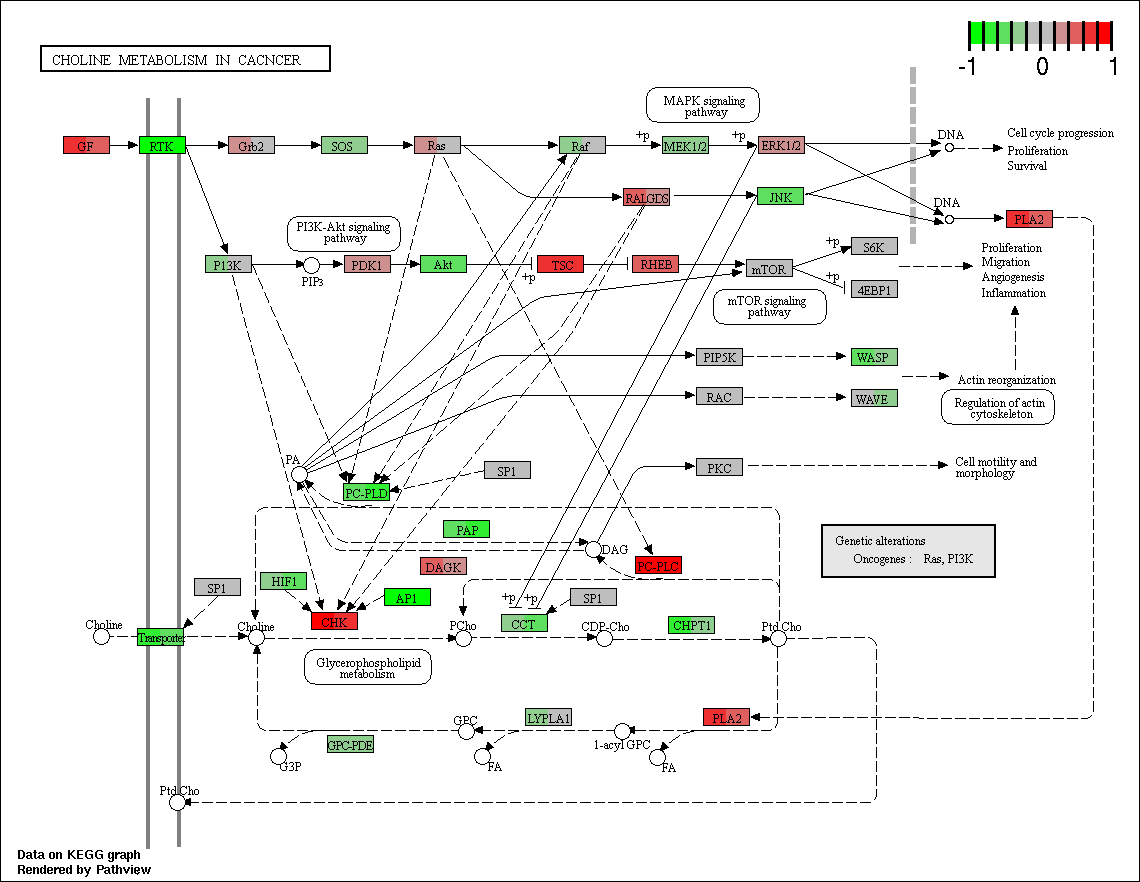 CHOLINE METABOLISM IN CACNCER
-1 0 1
MAPK signaling
pathway
GF
RTK
Grb2
SOS
Ras
Raf
+p
MEK1/2
+p
ERK1/2
DNA
Cell cycle progression
Proliferation
Survival
RALGDS
JNK
DNA
PLA2
PI3K-Akt signaling
pathway
P13K
PIP3
PDK1
Akt
+p
TSC
RHEB
mTOR
+p
S6K
+p
4EBP1
Proliferation
Migration
Angiogenesis
Inflammation
mTOR signaling
pathway
PIP5K
WASP
RAC
WAVE
Actin reorganization
Regulation of actin
cytoskeleton
PA
SP1
PKC
Cell motility and
morphology
PC-PLD
PAP
DAG
Genetic alterations
Oncogenes : Ras, PI3K
DAGK
PC-PLC
SP1
HIF1
AP1
+p +p
SP1
Choline
Transporter
Choline
CHK
PCho
CCT
CDP-Cho
CHPT1
Ptd Cho
Glycerophospholipid
metabolism
GPC
LYPLA1
PLA2
GPC-PDE
1-acyl GPC
G3P
FA
FA
Ptd Cho
Data on KEGG graph
Rendered by Pathview